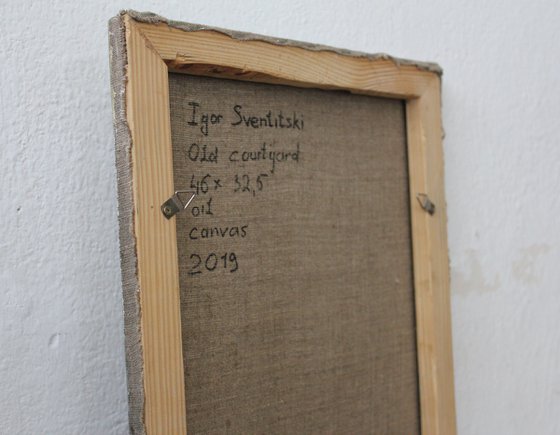 Igor Sventitski
Old courtyard
46 x 32,5
oil
canvas
2019